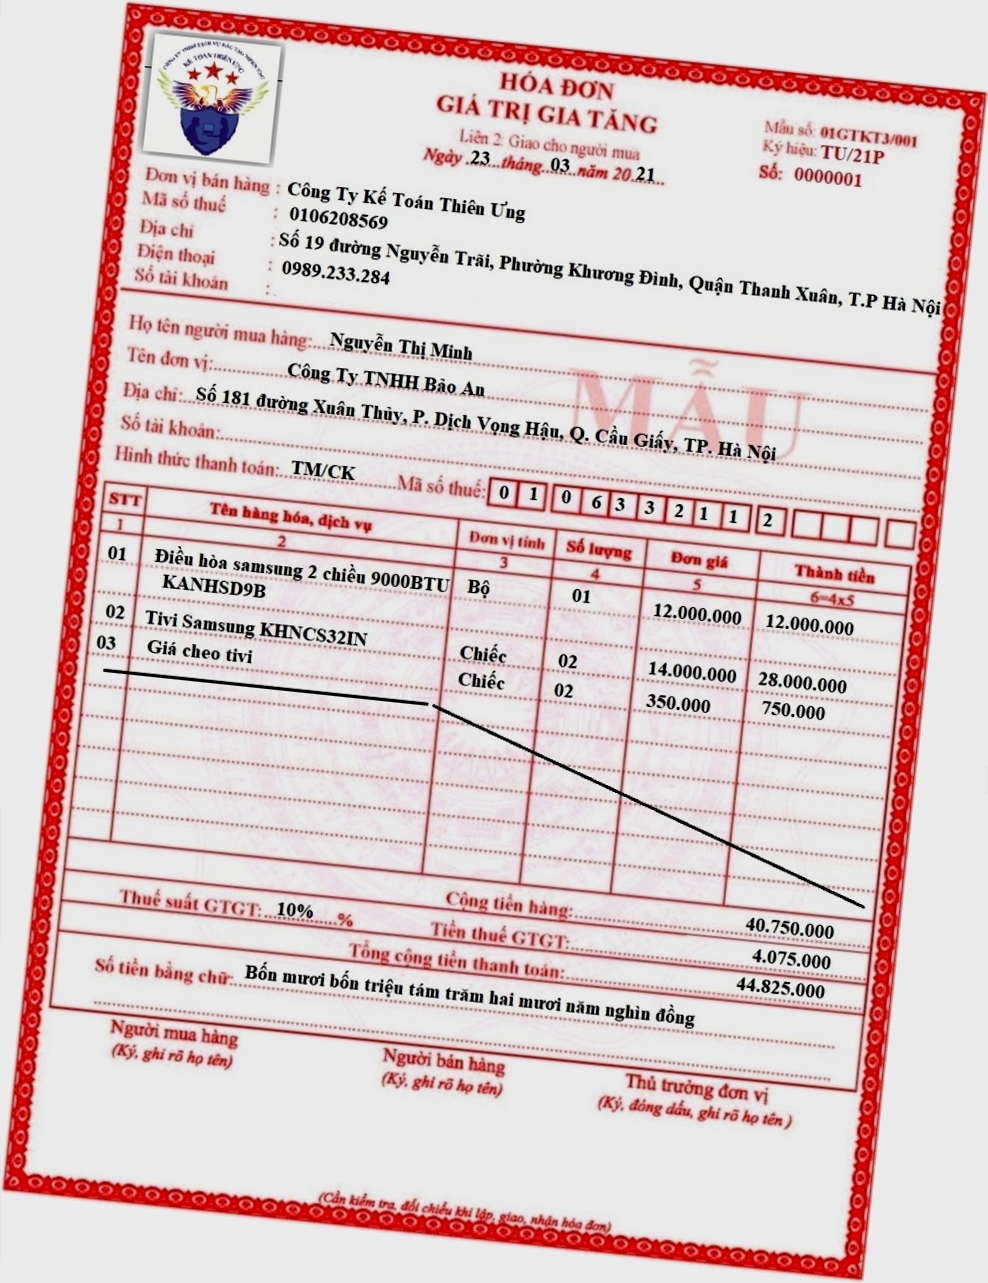 CÔNG TY TNHH DỊCH VỤ ĐÀO TẠO THIÊN ƯNG
KẾ TOÁN THIÊN ƯNG
HÓA ĐƠN
GIÁ TRỊ GIA TĂNG
Liên 2: Giao cho người mua
Ngày .23...tháng...03...năm 20.21...
Mẫu số: 01GTKT3/001
Ký hiệu: TU/21P
Số: 0000001
Đơn vị bán hàng : Công Ty Kế Toán Thiên Ưng
Mã số thuế : 0106208569
Địa chỉ : Số 19 đường Nguyễn Trãi, Phường Khương Đình, Quận Thanh Xuân, T.P Hà Nội
Điện thoại : 0989.233.284
Số tài khoản :
Họ tên người mua hàng: Nguyễn Thị Minh
Tên đơn vị: Công Ty TNHH Bảo An
MẪU
Địa chỉ: Số 181 đường Xuân Thủy, P. Dịch Vọng Hậu, Q. Cầu Giấy, TP. Hà Nội
Số tài khoản:
Hình thức thanh toán: TM/CK Mã số thuế: 0 1 0 6 3 3 2 1 1 2
STT Tên hàng hóa, dịch vụ Đơn vị tính Số lượng Đơn giá Thành tiền
1 2 3 4 5 6=4x5
01 Điều hòa samsung 2 chiều 9000BTU Bộ 01 12.000.000 12.000.000
KANHSD9B
02 Tivi Samsung KHNCS32IN Chiếc 02 14.000.000 28.000.000
03 Giá cheo tivi Chiếc 02 350.000 750.000
Cộng tiền hàng: 40.750.000
Thuế suất GTGT: 10% % Tiền thuế GTGT: 4.075.000
Tổng cộng tiền thanh toán: 44.825.000
Số tiền bằng chữ: Bốn mươi bốn triệu tám trăm hai mươi năm nghìn đồng
Người mua hàng Người bán hàng Thủ trưởng đơn vị
(Ký, ghi rõ họ tên) (Ký, ghi rõ họ tên) (Ký, đóng dấu, ghi rõ họ tên )
(Cần kiểm tra, đối chiếu khi lập, giao, nhận hóa đơn)